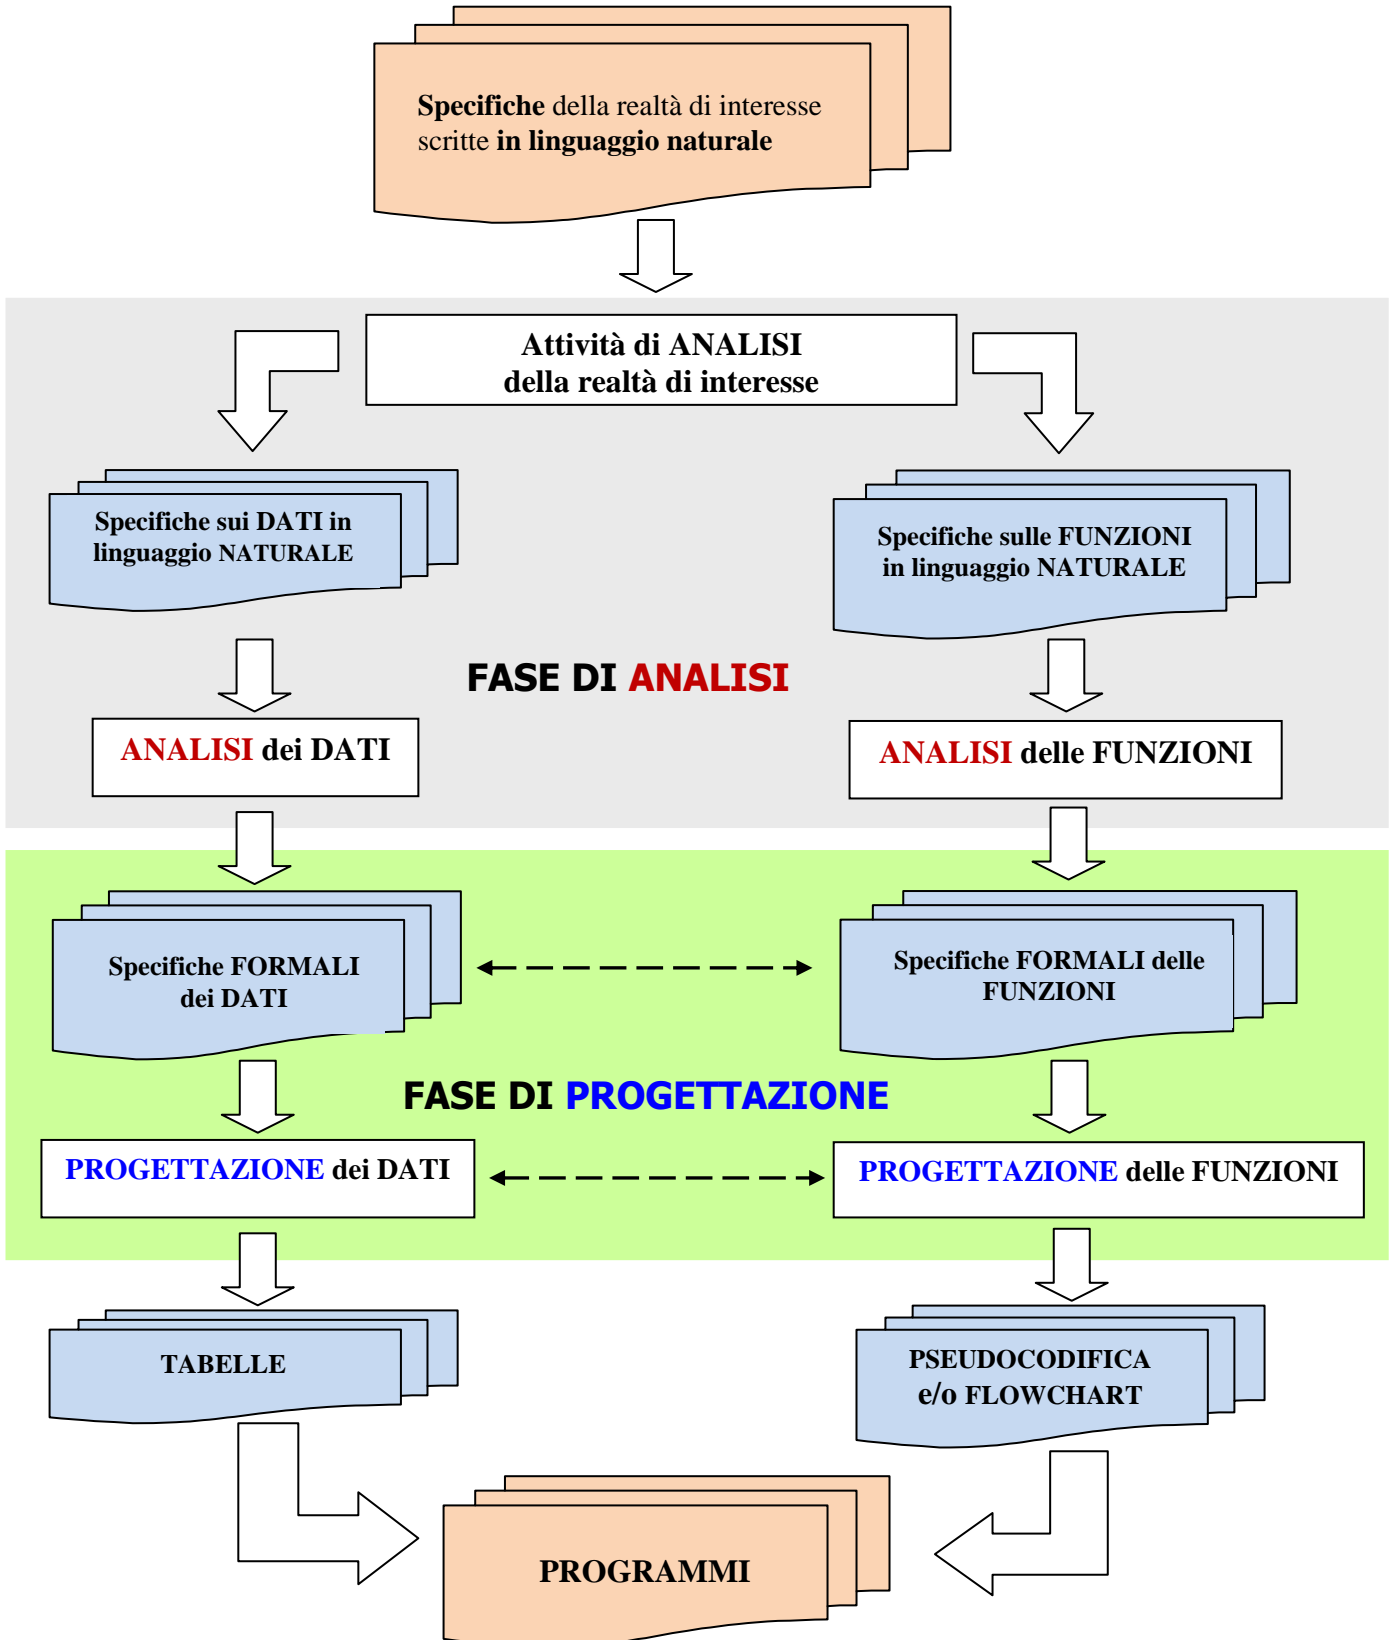 Specifiche della realtà di interesse
scritte in linguaggio naturale
Attività di ANALISI
della realtà di interesse
Specifiche sui DATI in
linguaggio NATURALE
Specifiche sulle FUNZIONI
in linguaggio NATURALE
FASE DI ANALISI
ANALISI dei DATI
ANALISI delle FUNZIONI
Specifiche FORMALI
dei DATI
Specifiche FORMALI delle
FUNZIONI
FASE DI PROGETTAZIONE
PROGETTAZIONE dei DATI
PROGETTAZIONE delle FUNZIONI
TABELLE
PSEUDOCODIFICA
e/o FLOWCHART
PROGRAMMI